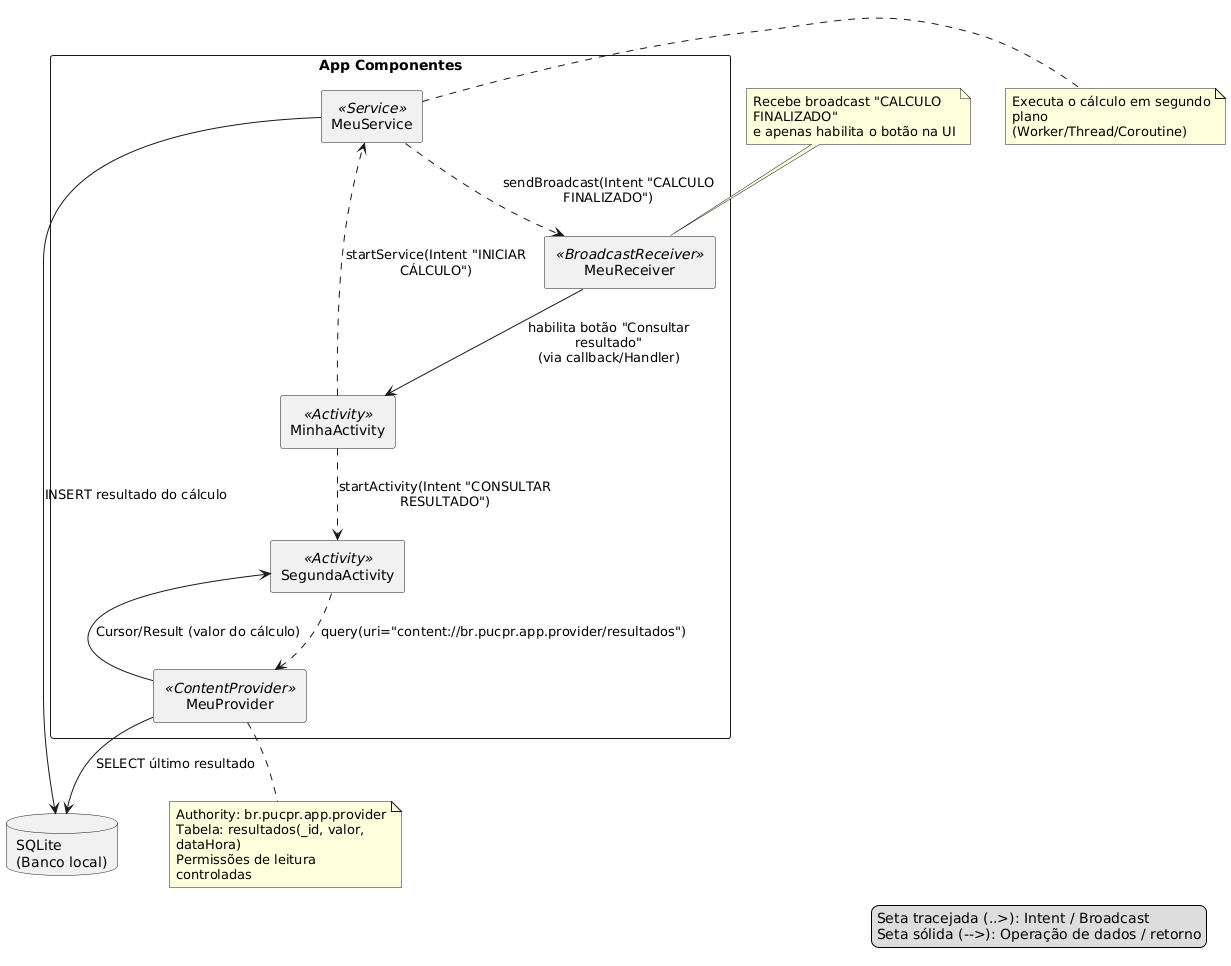 App Componentes
«Service»
MeuService
Recebe broadcast "CALCULO
FINALIZADO"
e apenas habilita o botão na UI
Executa o cálculo em segundo
plano
(Worker/Thread/Coroutine)
sendBroadcast(Intent "CALCULO
FINALIZADO")
startService(Intent "INICIAR
CÁLCULO")
«BroadcastReceiver»
MeuReceiver
habilita botão "Consultar
resultado"
(via callback/Handler)
«Activity»
MinhaActivity
INSERT resultado do cálculo
startActivity(Intent "CONSULTAR
RESULTADO")
«Activity»
SegundaActivity
Cursor/Result (valor do cálculo)
query(uri="content://br.pucpr.app.provider/resultados")
«ContentProvider»
MeuProvider
SELECT último resultado
SQLite
(Banco local)
Authority: br.pucpr.app.provider
Tabela: resultados(_id, valor,
dataHora)
Permissões de leitura
controladas
Seta tracejada (..>): Intent / Broadcast
Seta sólida (-->): Operação de dados / retorno